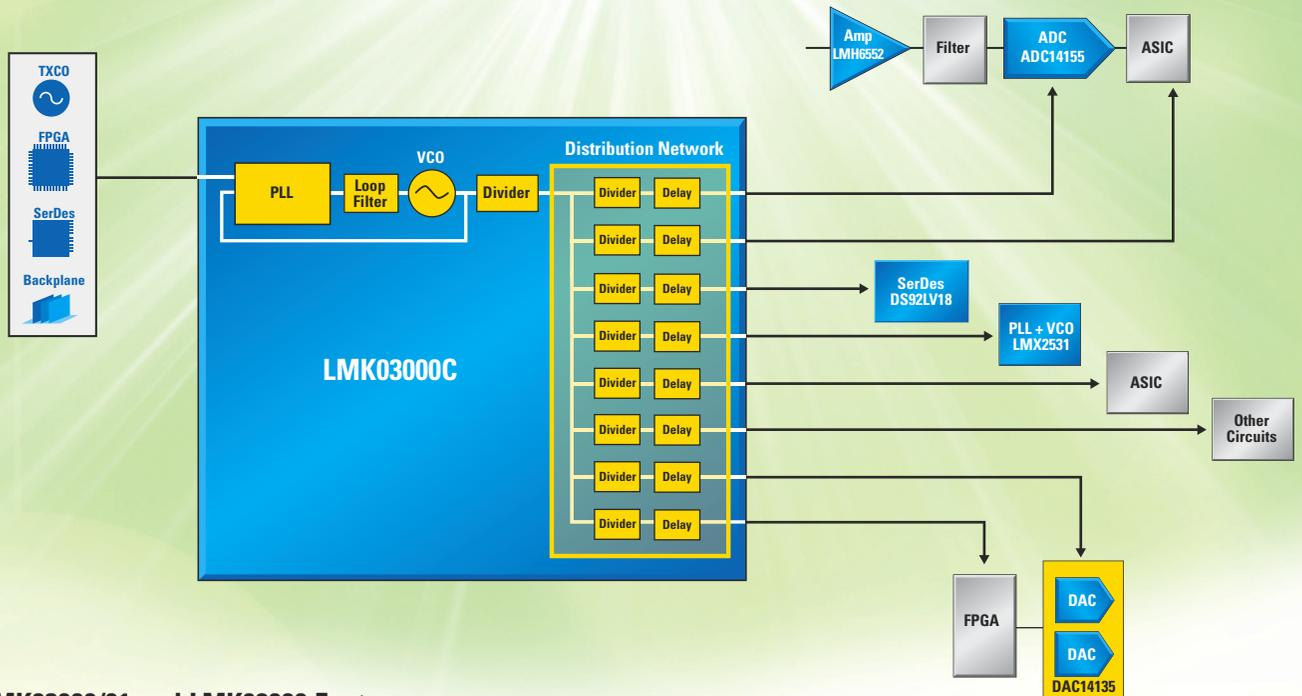 TXCO
FPGA
SerDes
Backplane
PLL
Loop
Filter
VCO
Divider
Distribution Network
Divider
Delay
Divider
Delay
Divider
Delay
Divider
Delay
Divider
Delay
Divider
Delay
Divider
Delay
Divider
Delay
LMK03000C
Amp
LMH6552
Filter
ADC
ADC14155
ASIC
SerDes
DS92LV18
PLL + VCO
LMX2531
ASIC
Other
Circuits
FPGA
DAC
DAC
DAC14135